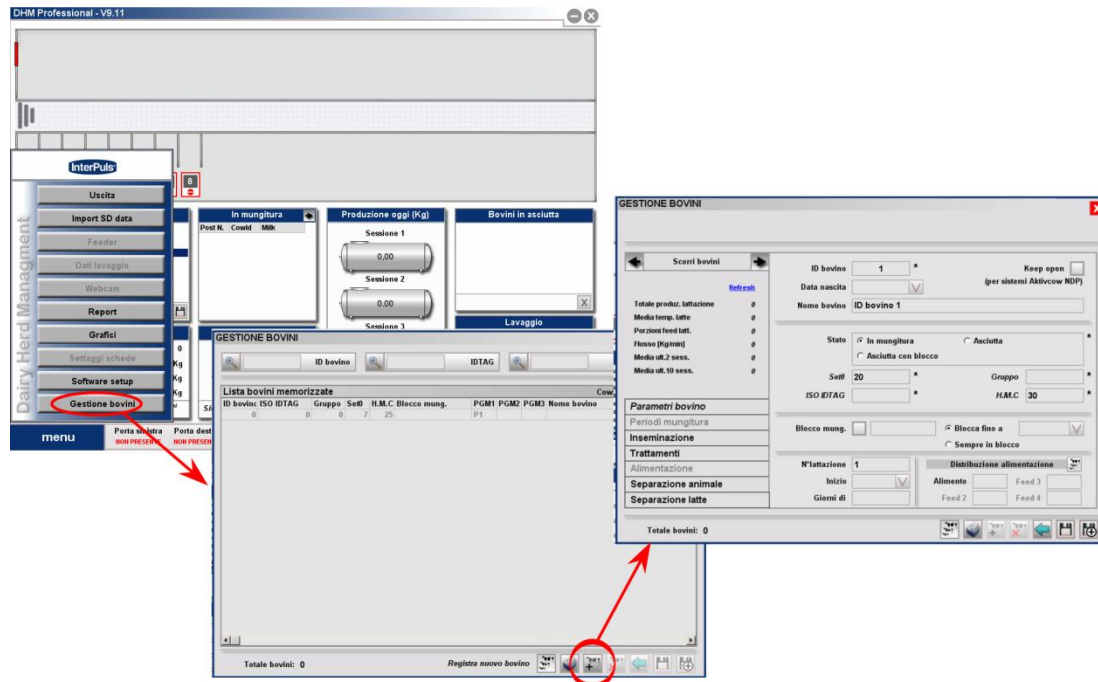 DHM Professional - V9.11
InterPuls
Dairy Herd Managment
Uscita
Import SD data
Feeder
Dati lavaggio
Webcam
Report
Grafici
Settaggi schede
Software setup
Gestione bovini
menu
8
In mungitura
Post N. CowId Milk
Produzione oggi (Kg)
Sessione 1
0,00
Sessione 2
0.00
Sessione 3
Bovini in asciutta
X
Lavaggio
0
Kg
Kg
Kg
Porta sinistra
NON PRESENTE
GESTIONE BOVINI
ID bovino
IDTAG
Lista bovini memorizzate
ID bovinc ISO IDTAG Gruppo Set0 H.M.C Blocco mung. PGM1 PGM2 PGM3 Nome bovino
0 0 0 7 25 P1
Totale bovini: 0
Registra nuovo bovino
GESTIONE BOVINI
X
Scorri bovini
Refresh
Totale produz. lattazione 0
Media temp. latte 0
Porzioni feed latt. 0
Flusso [Kg/min] 0
Media ult.2 sess. 0
Media ult.10 sess. 0
Parametri bovino
Periodi mungitura
Inseminazione
Trattamenti
Alimentazione
Separazione animale
Separazione latte
Totale bovini: 0
ID bovino 1 *
Keep open
Data nascita
(per sistemi Aktivcow NDP)
Nome bovino ID bovino 1
Stato In mungitura Asciutta *
Asciutta con blocco
Set0 20 * Gruppo *
ISO IDTAG * H.M.C 30 *
Blocco mung. Blocca fino a
Sempre in blocco
N°lattazione 1
Distribuzione alimentazione
Inizio
Alimento Feed 3
Giorni di
Feed 2 Feed 4